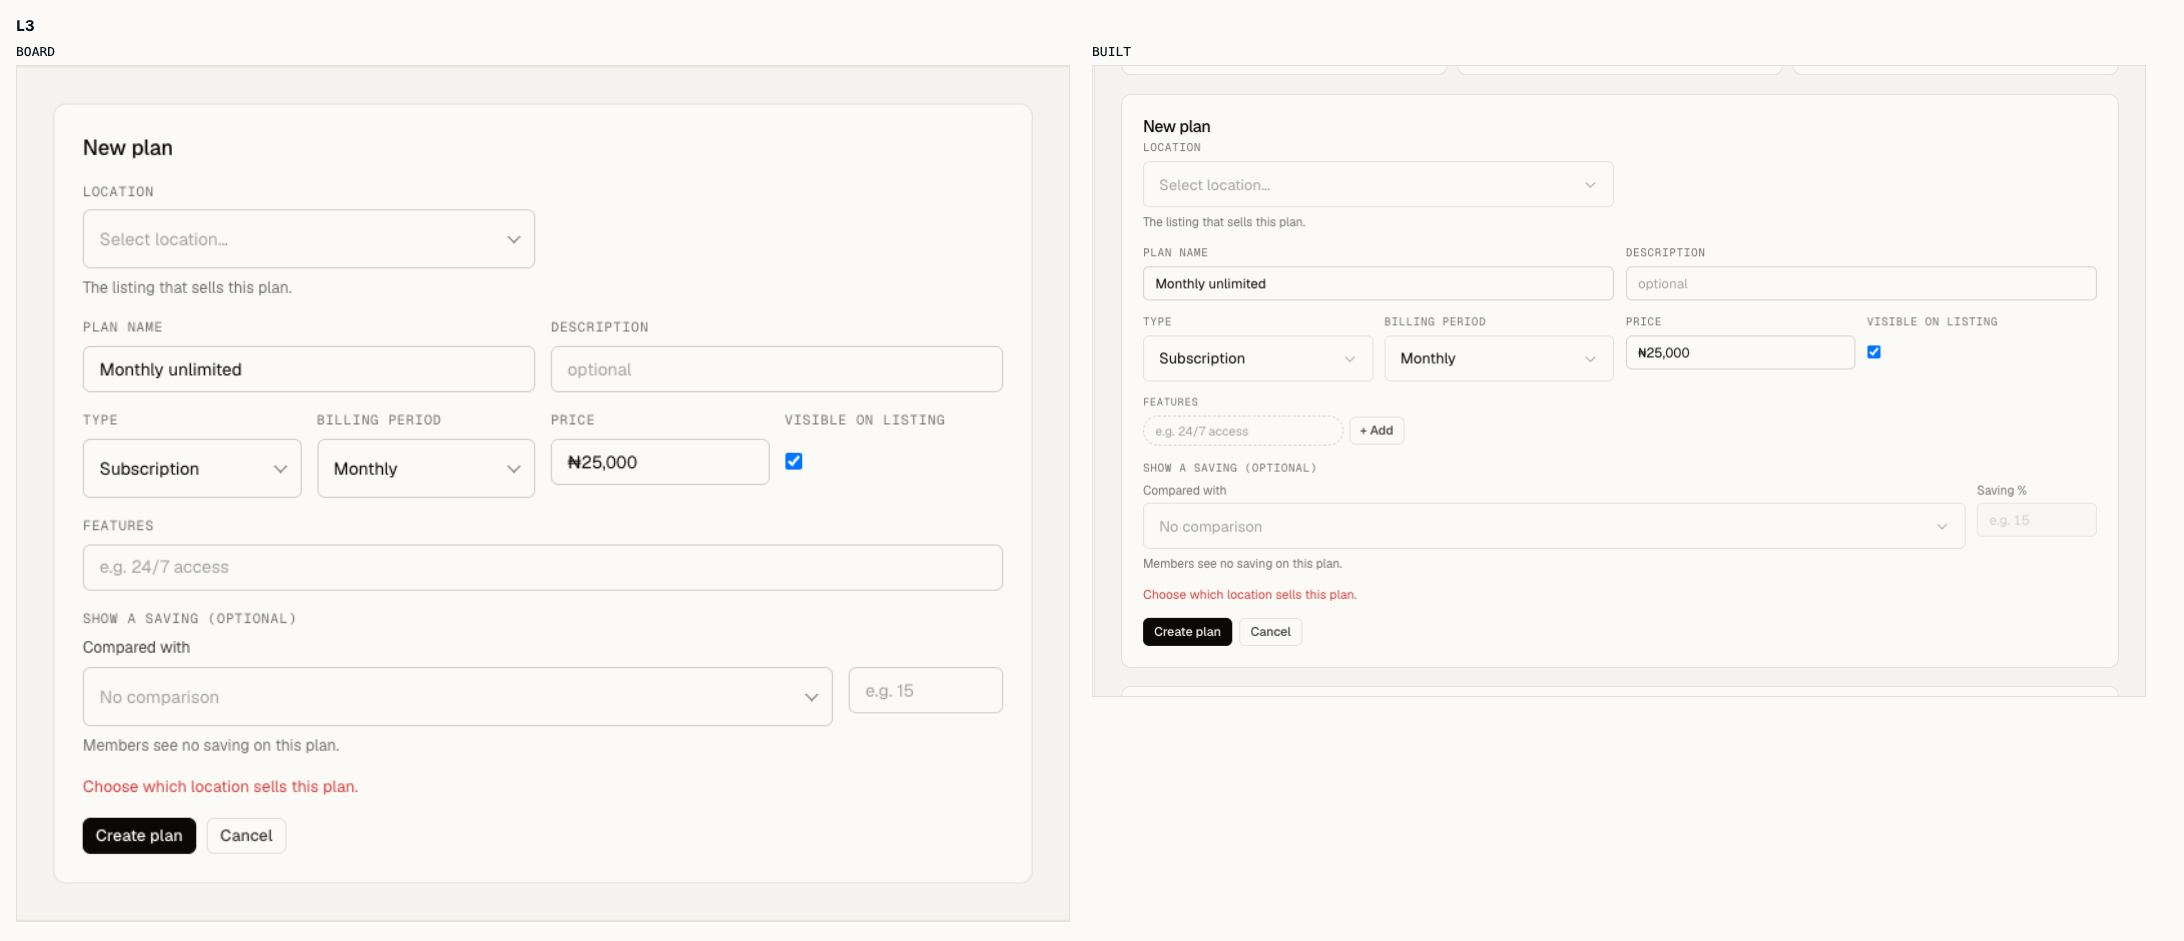 L3
BOARD
New plan
LOCATION
Select location...
The listing that sells this plan.
PLAN NAME
DESCRIPTION
Monthly unlimited
optional
TYPE
BILLING PERIOD
PRICE
VISIBLE ON LISTING
Subscription
Monthly
₦25,000
FEATURES
e.g. 24/7 access
SHOW A SAVING (OPTIONAL)
Compared with
No comparison
e.g. 15
Members see no saving on this plan.
Choose which location sells this plan.
Create plan
Cancel
BUILT
New plan
LOCATION
Select location...
The listing that sells this plan.
PLAN NAME
DESCRIPTION
Monthly unlimited
optional
TYPE
BILLING PERIOD
PRICE
VISIBLE ON LISTING
Subscription
Monthly
₦25,000
FEATURES
e.g. 24/7 access
+ Add
SHOW A SAVING (OPTIONAL)
Compared with
Saving %
No comparison
e.g. 15
Members see no saving on this plan.
Choose which location sells this plan.
Create plan
Cancel